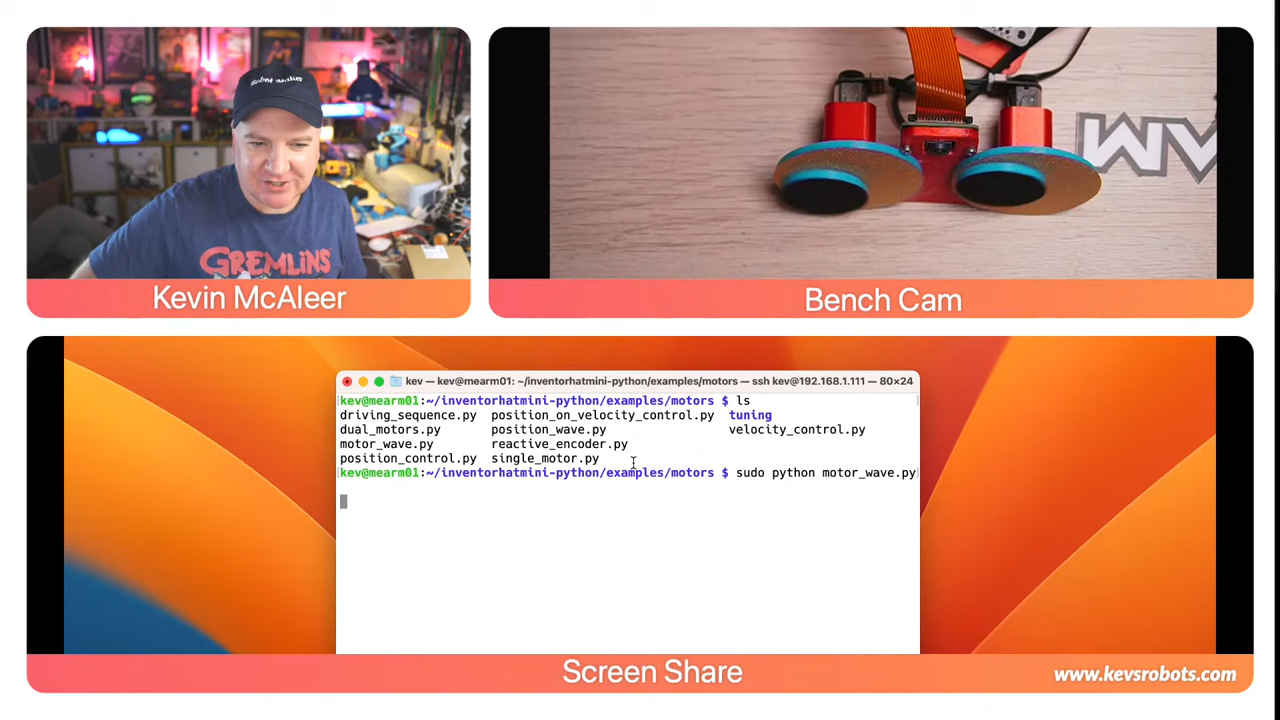 Robot Maker
GREMLINS
Kevin McAleer
Bench Cam
kev — kev@mearm01: ~/inventorhatmini-python/examples/motors — ssh kev@192.168.1.111 — 80×24
kev@mearm01:~/inventorhatmini-python/examples/motors $ ls
driving_sequence.py position_on_velocity_control.py tuning
dual_motors.py position_wave.py velocity_control.py
motor_wave.py reactive_encoder.py
position_control.py single_motor.py
kev@mearm01:~/inventorhatmini-python/examples/motors $ sudo python motor_wave.py
Screen Share
www.kevsrobots.com